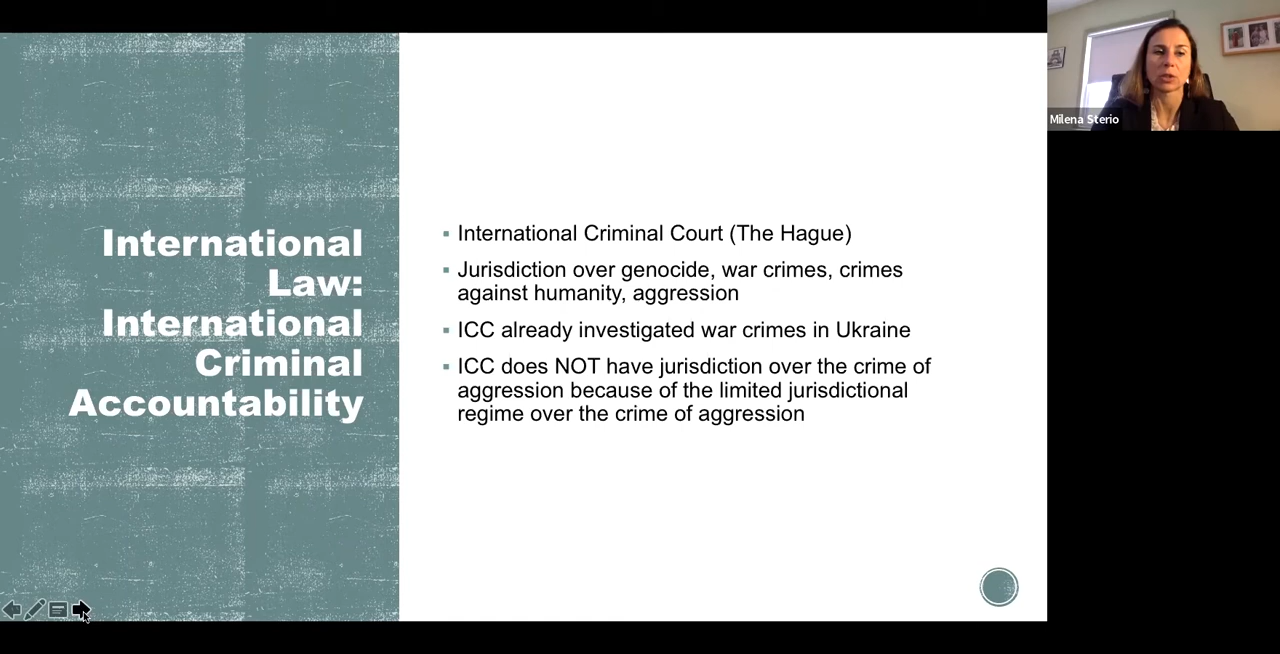 International
Law:
International
Criminal
Accountability
▪ International Criminal Court (The Hague)
▪ Jurisdiction over genocide, war crimes, crimes
against humanity, aggression
▪ ICC already investigated war crimes in Ukraine
▪ ICC does NOT have jurisdiction over the crime of
aggression because of the limited jurisdictional
regime over the crime of aggression
Milena Sterio